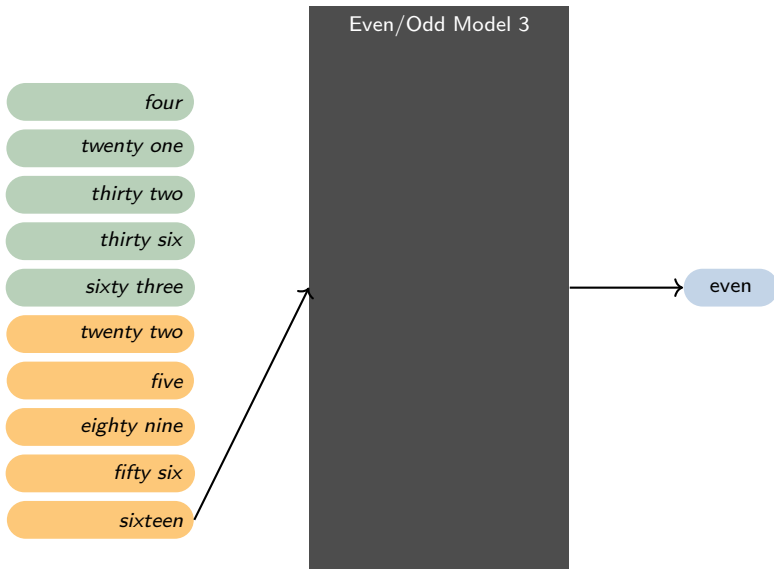 Even/Odd Model 3
four
twenty one
thirty two
thirty six
sixty three
twenty two
five
eighty nine
fifty six
sixteen
even